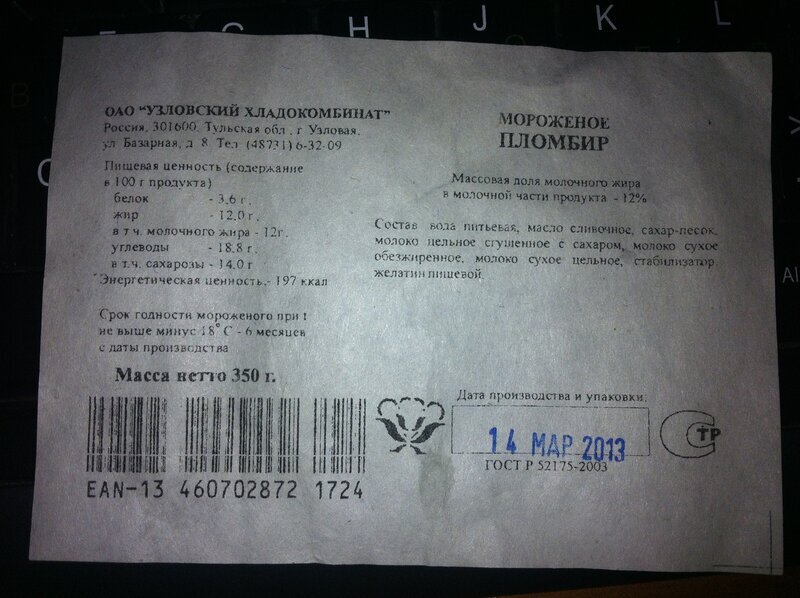 H J K L
ОАО "УЗЛОВСКИЙ ХЛАДОКОМБИНАТ"
Россия, 301600, Тульская обл., г Узловая,
ул Базарная, д 8. Тел (48731) 6-32-09
Пищевая ценность (содержание
в 100 г продукта)
белок - 3,6 г.
жир - 12,0 г.
в т.ч. молочного жира - 12г.
углеводы - 18,8 г.
в т.ч. сахарозы - 14,0 г
Энергетическая ценность - 197 ккал
Срок годности мороженого при t
не выше минус 18° С - 6 месяцев
с даты производства
Масса нетто 350 г.
EAN-13 460702872 1724
МОРОЖЕНОЕ
ПЛОМБИР
Массовая доля молочного жира
в молочной части продукта - 12%
Состав вода питьевая, масло сливочное, сахар-песок,
молоко цельное сгущенное с сахаром, молоко сухое
обезжиренное, молоко сухое цельное, стабилизатор
желатин пищевой.
Дата производства и упаковки:
14 МАР 2013
ГОСТ Р 52175-2003
С ТР